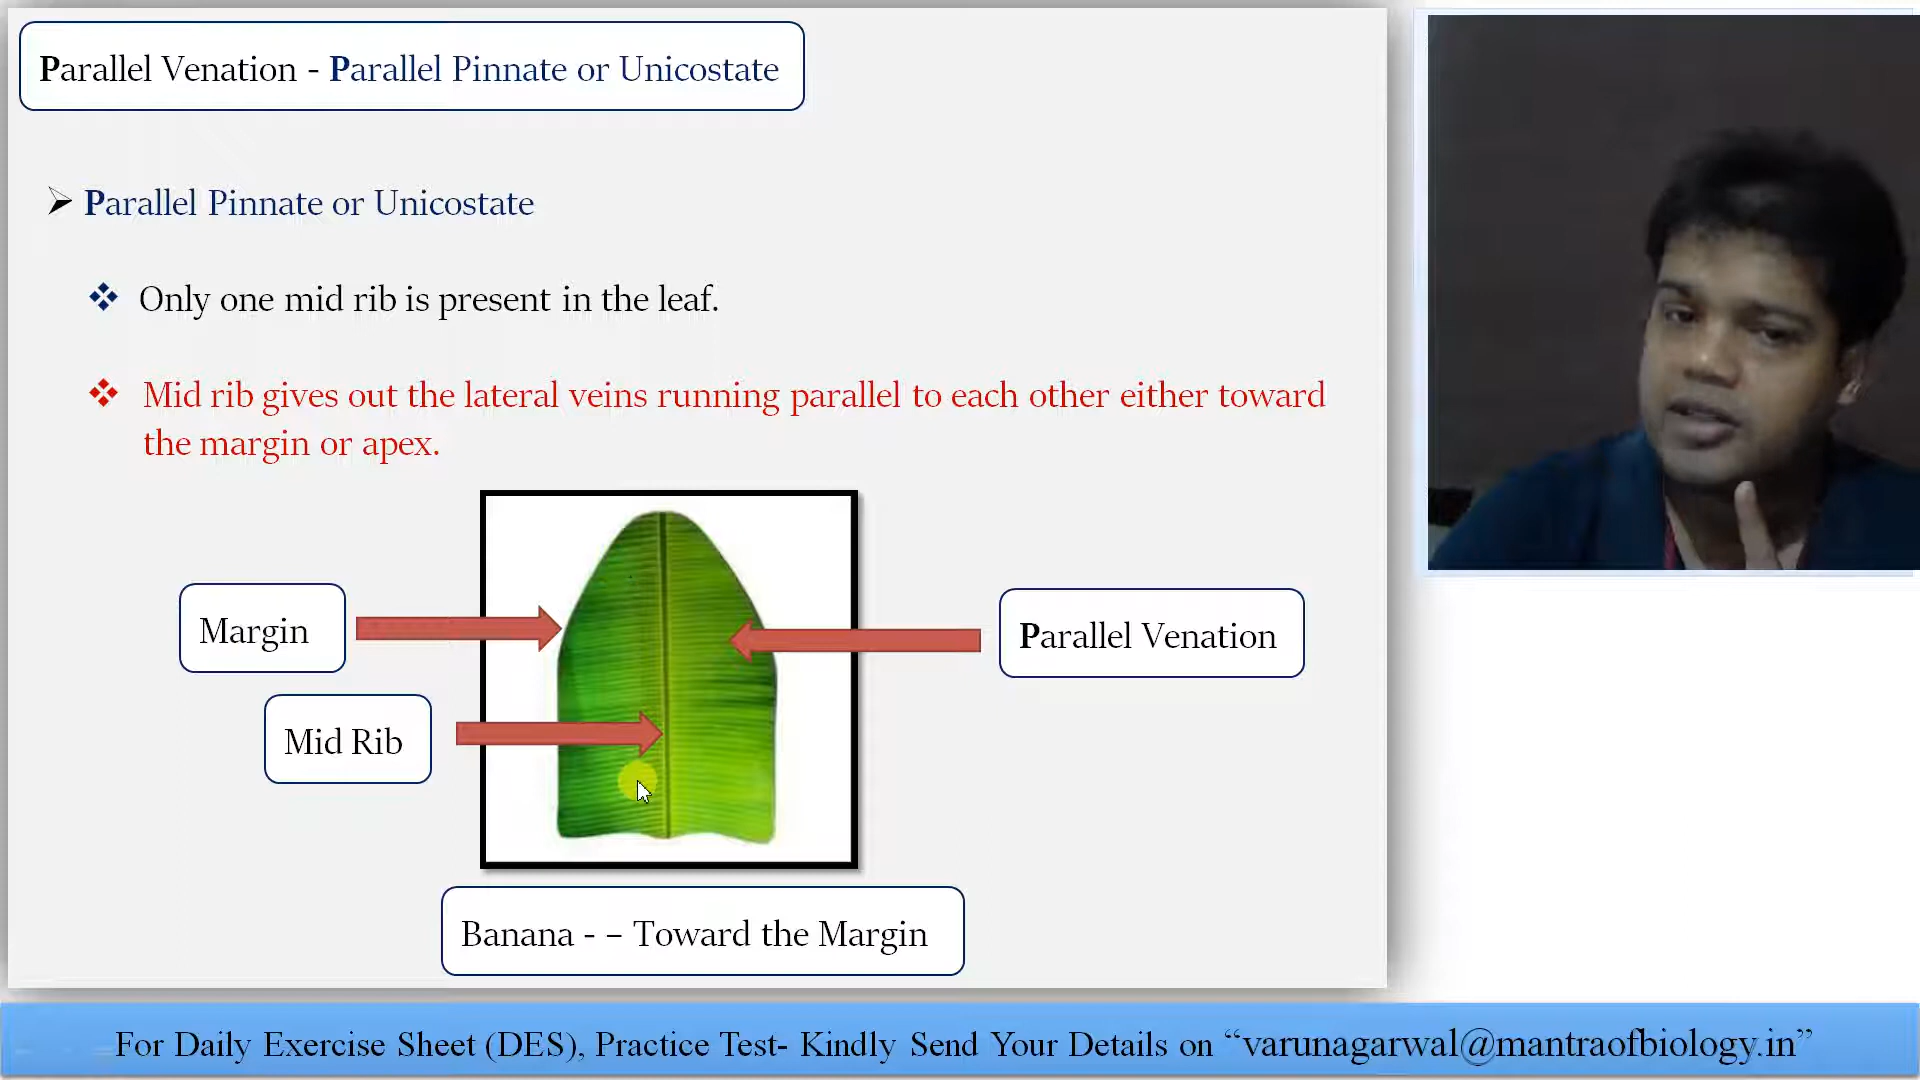 Parallel Venation - Parallel Pinnate or Unicostate
Parallel Pinnate or Unicostate
Only one mid rib is present in the leaf.
Mid rib gives out the lateral veins running parallel to each other either toward
the margin or apex.
Margin
Parallel Venation
Mid Rib
Banana - – Toward the Margin
For Daily Exercise Sheet (DES), Practice Test- Kindly Send Your Details on “varunagarwal@mantraofbiology.in”